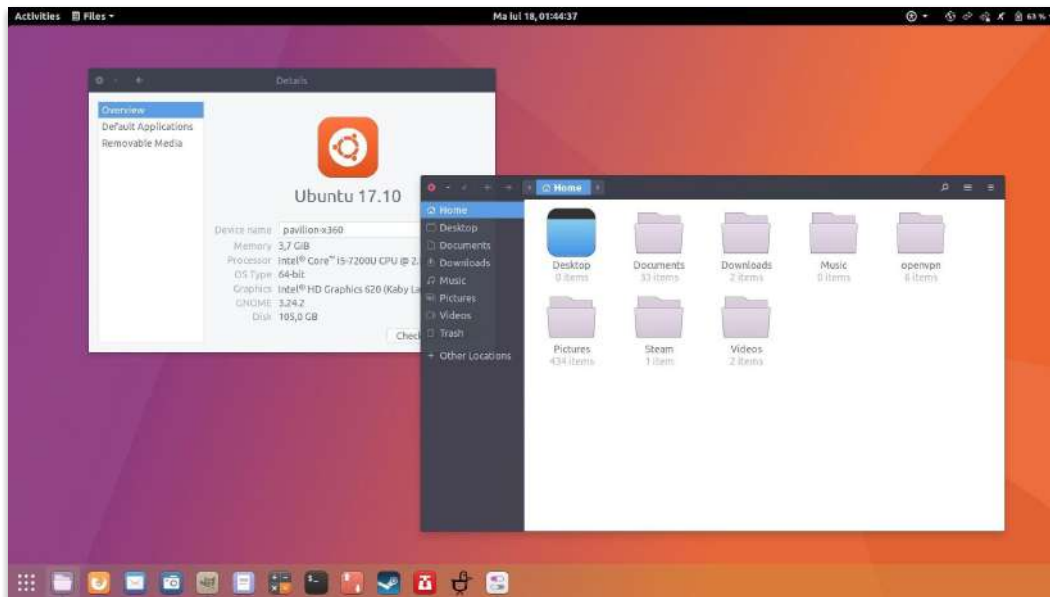 Activities Files
Ma iul 18, 01:44:37
63 %
Details
Overview
Default Applications
Removable Media
Ubuntu 17.10
Device name pavilion-x360
Memory 3,7 GiB
Processor Intel® Core™ i5-7200U CPU @ 2.
OS Type 64-bit
Graphics Intel® HD Graphics 620 (Kaby La
GNOME 3.24.2
Disk 105,0 GB
Check
Home
Home
Desktop
Documents
Downloads
Music
Pictures
Videos
Trash
+ Other Locations
Desktop Documents Downloads Music openvpn
0 items 33 items 2 items 0 items
Pictures Steam Videos
434 items 1 item 2 items